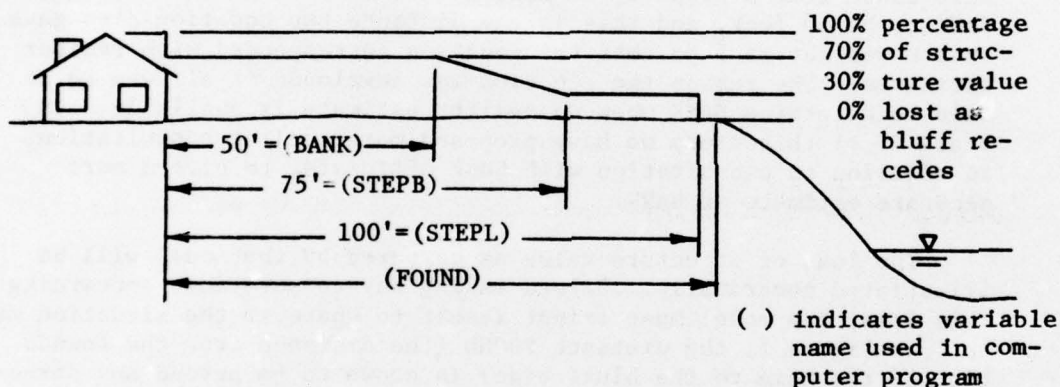 100% percentage
70% of struc-
30% ture value
0% lost as
bluff re-
cedes
50'=(BANK)
75'=(STEPB)
100'=(STEPL)
(FOUND)
( ) indicates variable
name used in com-
puter program